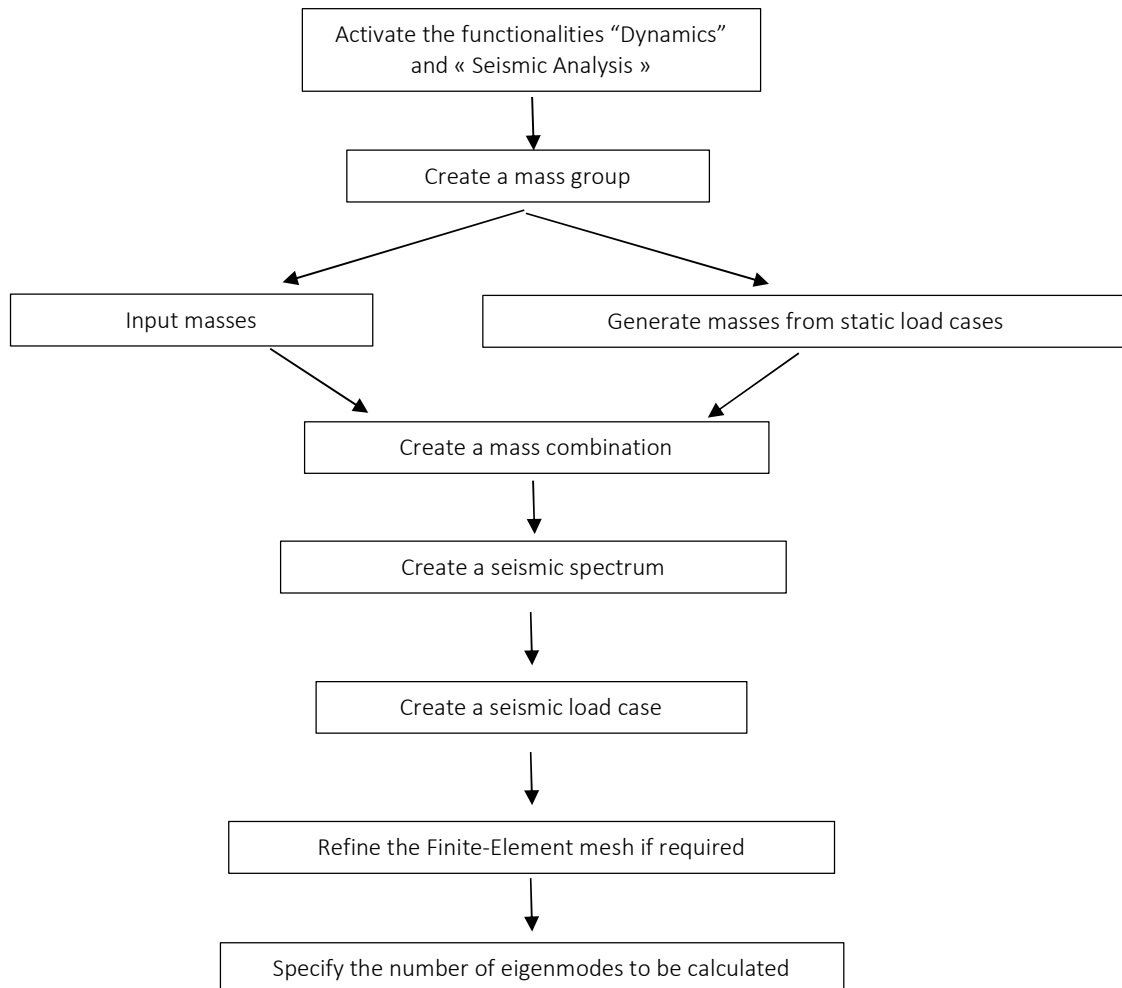 Activate the functionalities “Dynamics”
and « Seismic Analysis »
Create a mass group
Input masses
Generate masses from static load cases
Create a mass combination
Create a seismic spectrum
Create a seismic load case
Refine the Finite-Element mesh if required
Specify the number of eigenmodes to be calculated